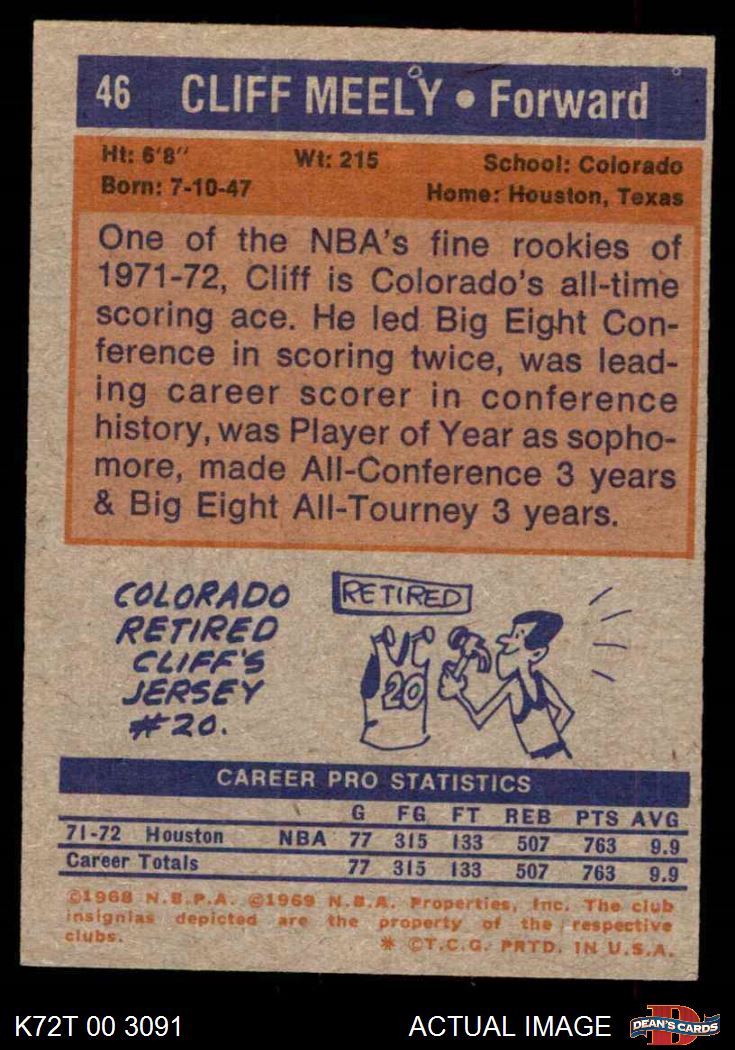 46 CLIFF MEELY • Forward
Ht: 6'8" Wt: 215 School: Colorado
Born: 7-10-47 Home: Houston, Texas
One of the NBA's fine rookies of
1971-72, Cliff is Colorado's all-time
scoring ace. He led Big Eight Con-
ference in scoring twice, was lead-
ing career scorer in conference
history, was Player of Year as sopho-
more, made All-Conference 3 years
& Big Eight All-Tourney 3 years.
COLORADO
RETIRED
CLIFF'S
JERSEY
#20.
RETIRED
20
CAREER PRO STATISTICS
G FG FT REB PTS AVG
71-72 Houston NBA 77 315 133 507 763 9.9
Career Totals 77 315 133 507 763 9.9
©1968 N.B.P.A. ©1969 N.B.A. Properties, Inc. The club
insignias depicted are the property of the respective
clubs. * ©T.C.G. PRTD. IN U.S.A.
K72T 00 3091 ACTUAL IMAGE
D
DEAN'S CARDS